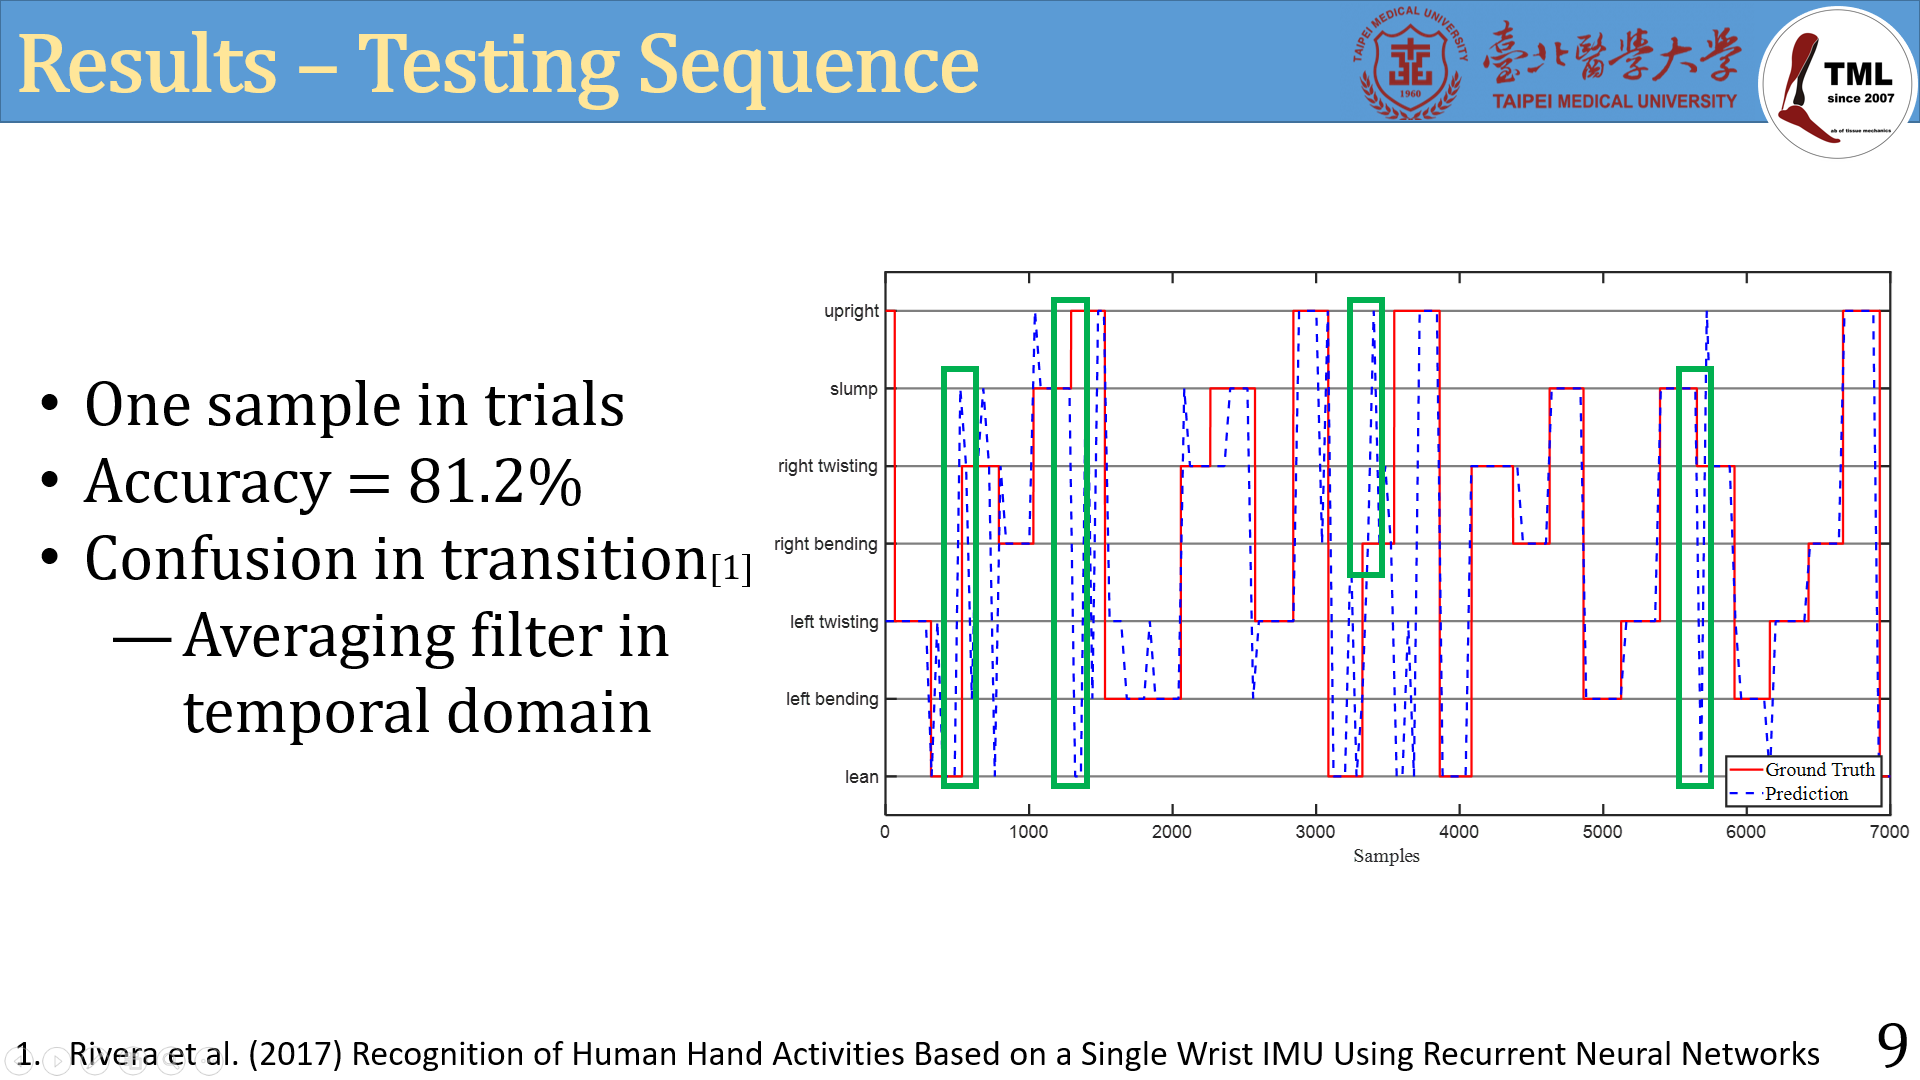 Results – Testing Sequence
TAIPEI MEDICAL UNIVERSITY
1960
臺北醫學大學
TAIPEI MEDICAL UNIVERSITY
TML
since 2007
ab of tissue mechanics
• One sample in trials
• Accuracy = 81.2%
• Confusion in transition[1]
— Averaging filter in
temporal domain
upright
slump
right twisting
right bending
left twisting
left bending
lean
Ground Truth
Prediction
0 1000 2000 3000 4000 5000 6000 7000
Samples
1. Rivera et al. (2017) Recognition of Human Hand Activities Based on a Single Wrist IMU Using Recurrent Neural Networks
9